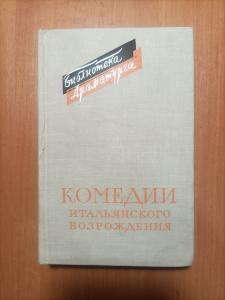 Библиотека
драматурга
КОМЕДИИ
ИТАЛЬЯНСКОГО
ВОЗРОЖДЕНИЯ